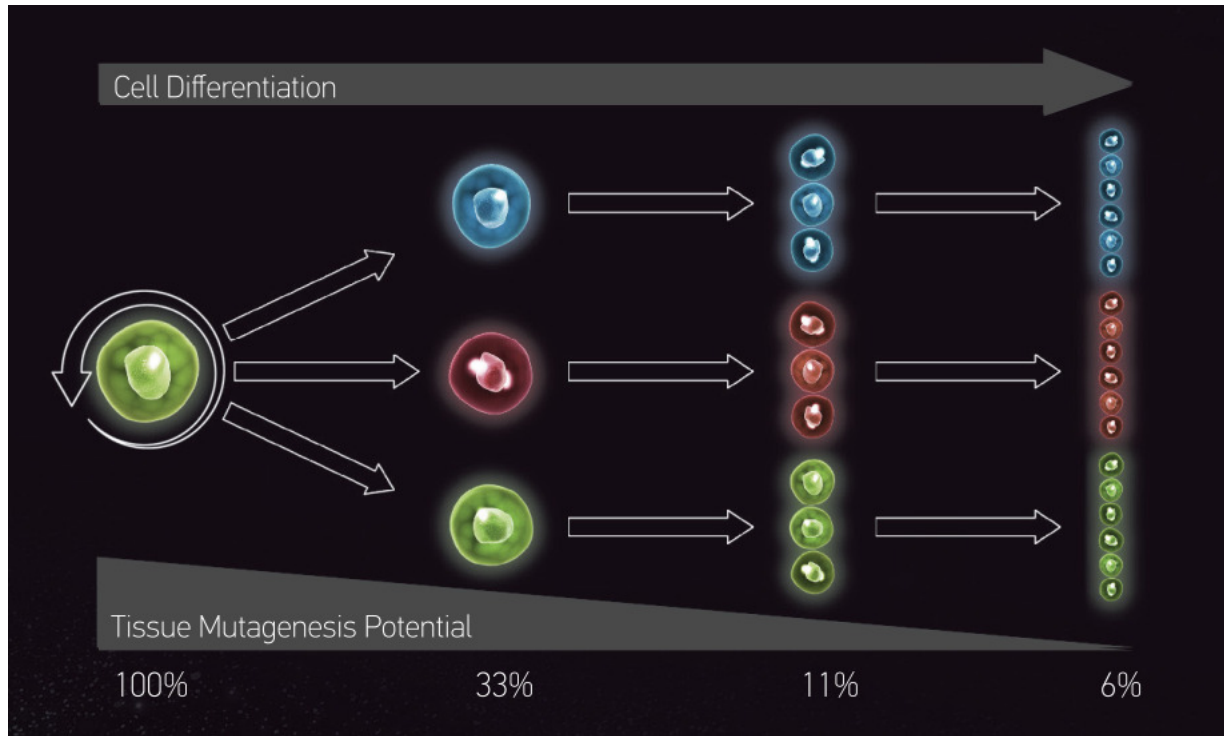 Cell Differentiation
Tissue Mutagenesis Potential
100% 33% 11% 6%